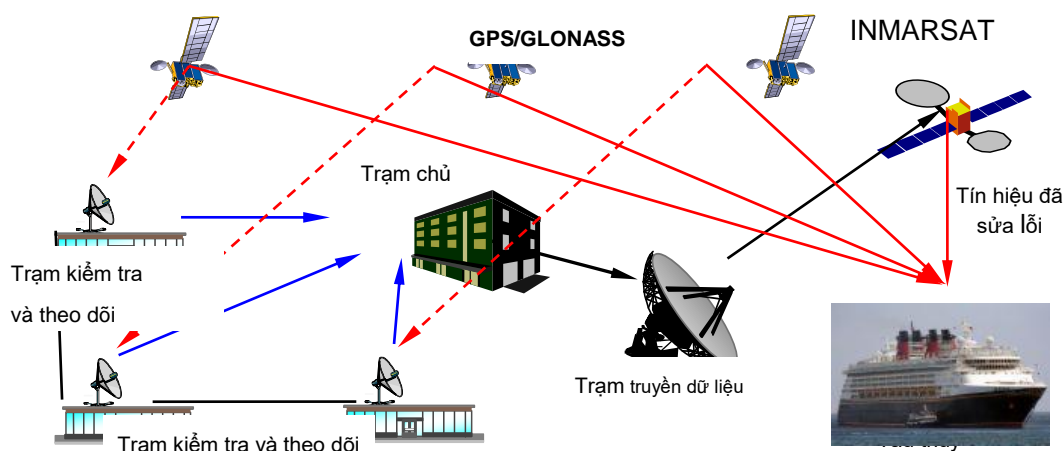 GPS/GLONASS
INMARSAT
Trạm chủ
Tín hiệu đã
sửa lỗi
Trạm kiểm tra
và theo dõi
Trạm truyền dữ liệu
Trạm kiểm tra và theo dõi